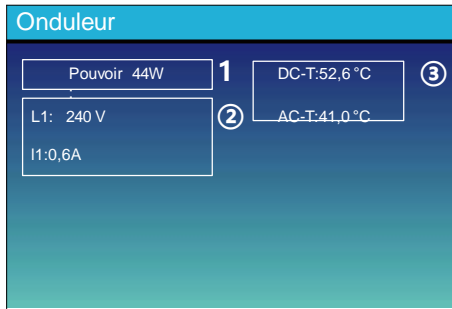 Onduleur
Pouvoir 44W
1
DC-T:52,6 °C
③
:
L1: 240 V
②
AC-T:41,0 °C
I1:0,6A